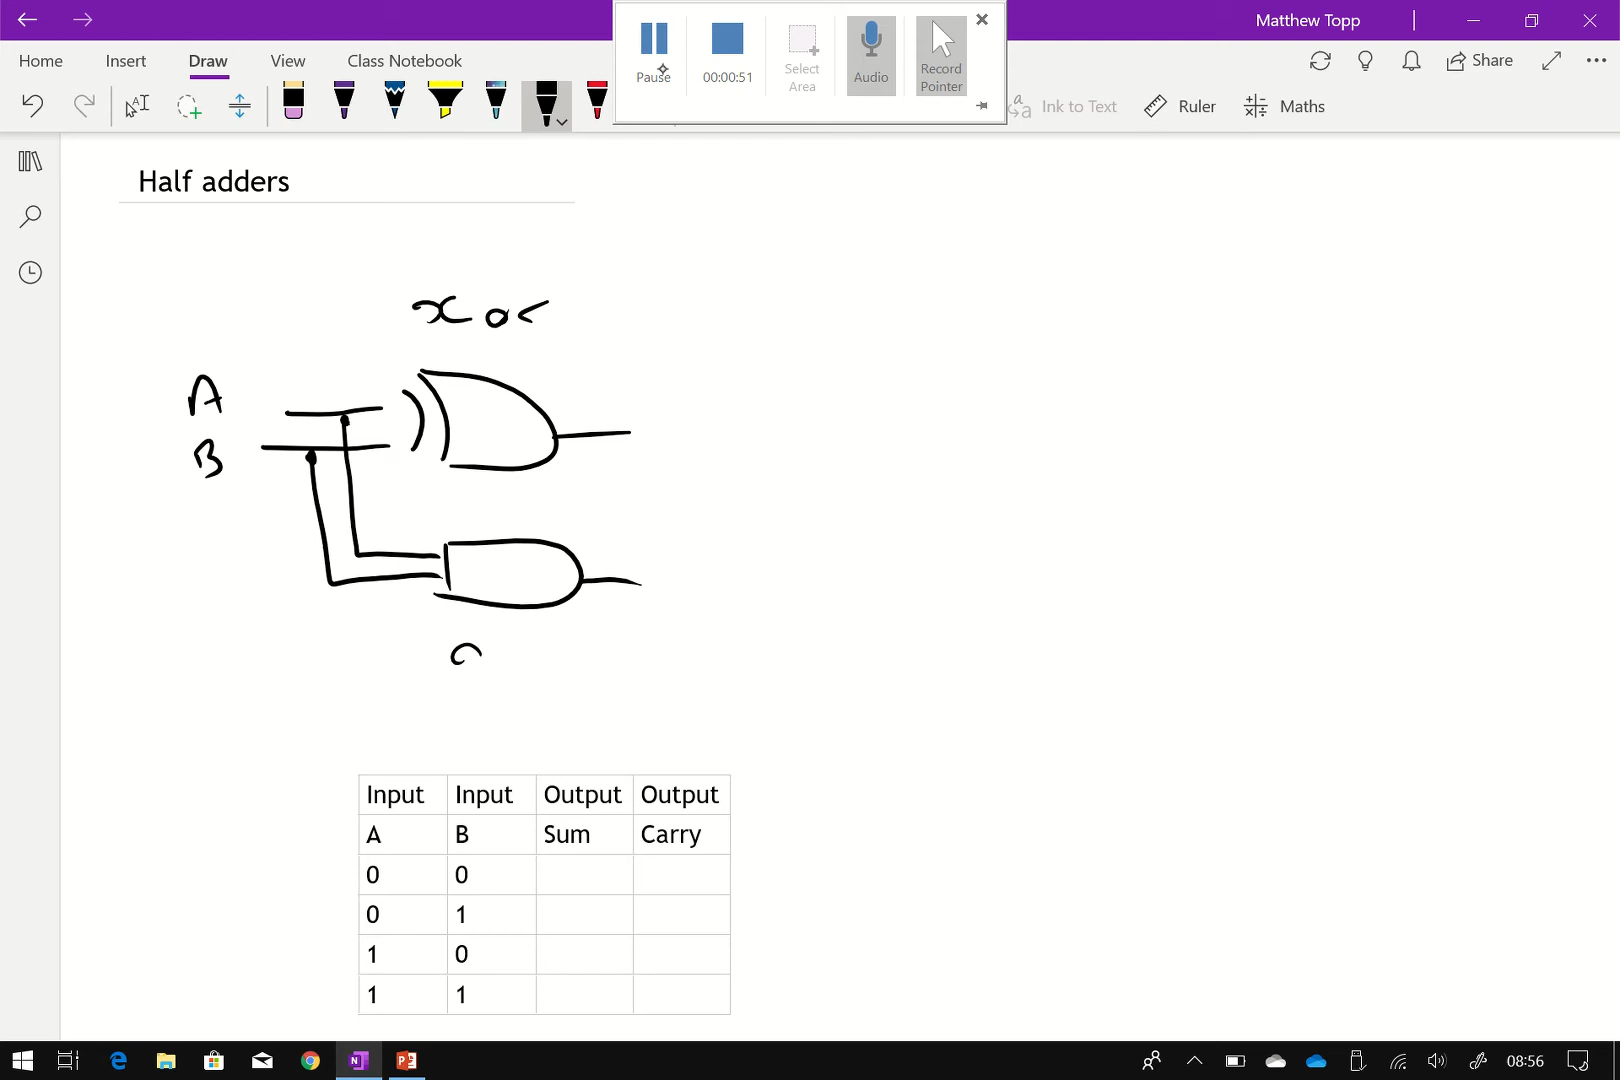 Matthew Topp
Pause
00:00:51
Select Area
Audio
Record Pointer
Home Insert Draw View Class Notebook
Share
Ink to Text Ruler Maths
Half adders
xor
A
B
Input Input Output Output
A B Sum Carry
0 0
0 1
1 0
1 1
08:56